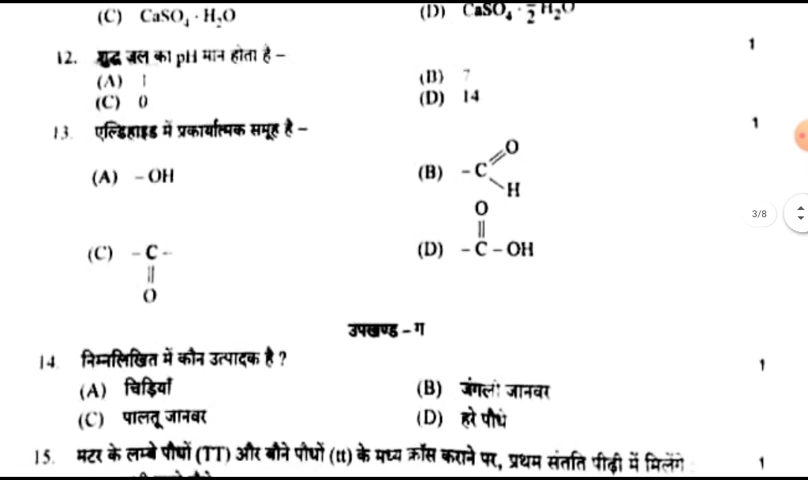 (C) CaSO₄ · H₂O (D) CaSO₄ · 1/2 H₂O
12. शुद्ध जल का pH मान होता है – 1
(A) 1 (B) 7
(C) 0 (D) 14
13. एल्डिहाइड में प्रकार्यात्मक समूह है – 1
(A) – OH (B) – C =O –H
(C) – C – || O (D) O || – C – OH
3/8
उपखण्ड – ग
14. निम्नलिखित में कौन उत्पादक है ? 1
(A) चिड़ियाँ (B) जंगली जानवर
(C) पालतू जानवर (D) हरे पौधे
15. मटर के लम्बे पौधों (TT) और बौने पौधों (tt) के मध्य क्रॉस कराने पर, प्रथम संतति पीढ़ी में मिलेंगे 1